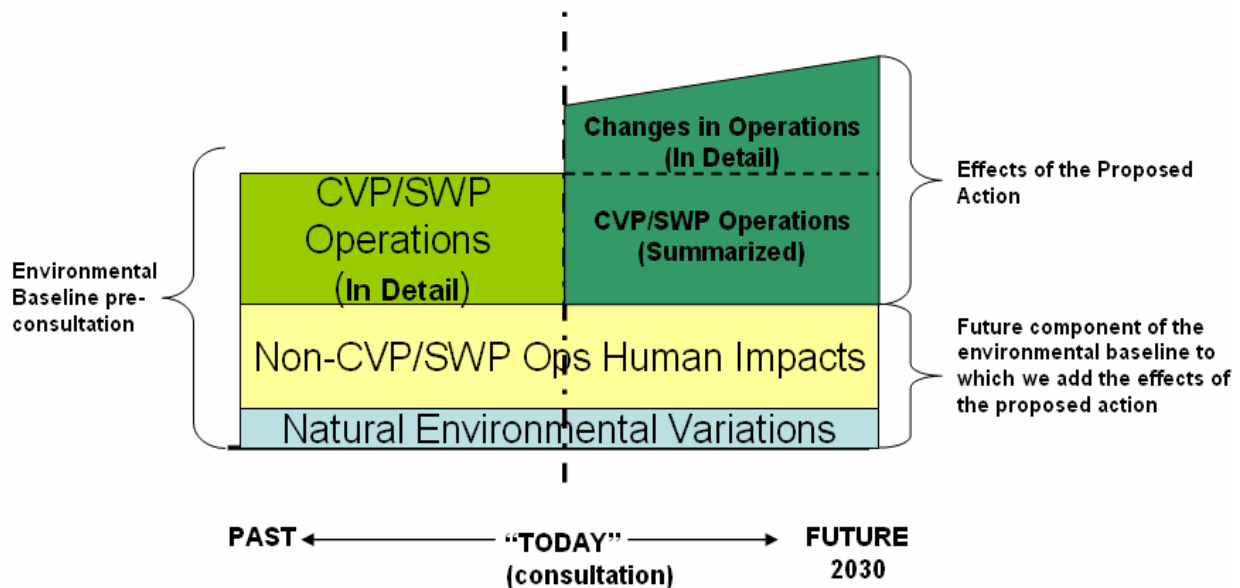 Changes in Operations
(In Detail)
CVP/SWP
Operations
(In Detail)
CVP/SWP Operations
(Summarized)
Effects of the Proposed
Action
Environmental
Baseline pre-
consultation
Non-CVP/SWP Ops Human Impacts
Future component of the
environmental baseline to
which we add the effects of
the proposed action
Natural Environmental Variations
PAST
“TODAY”
(consultation)
FUTURE
2030